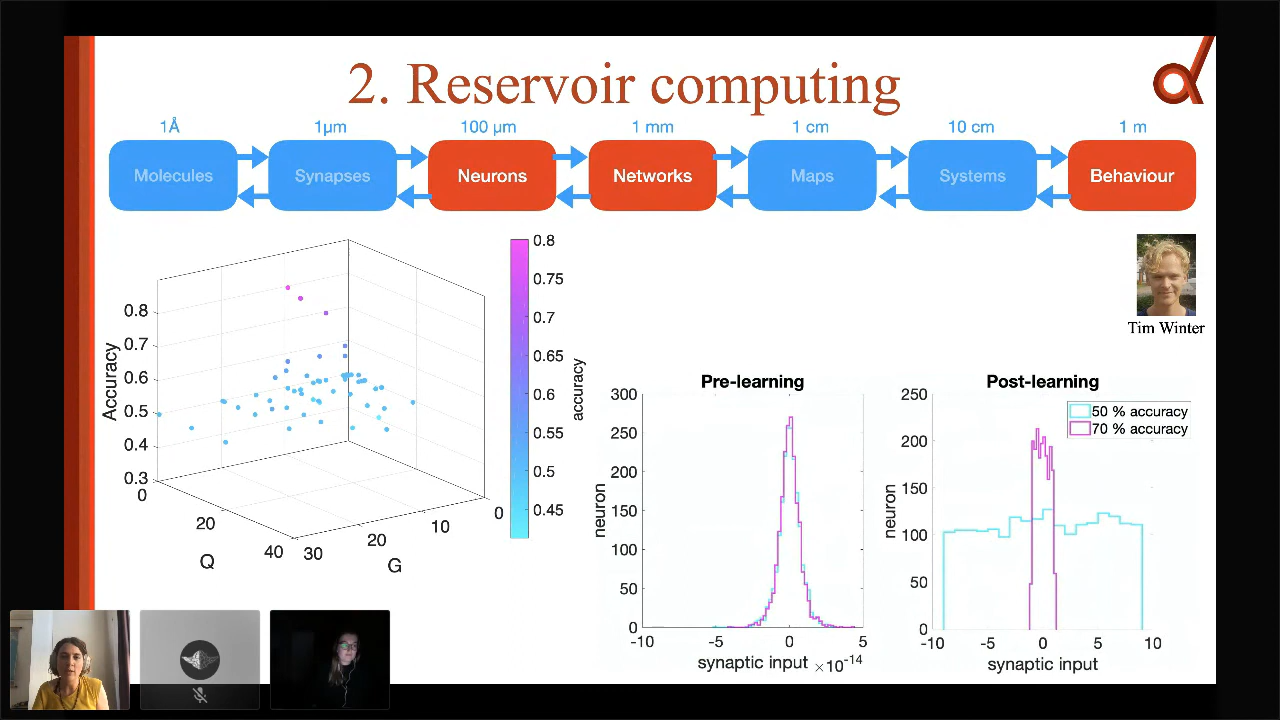 2. Reservoir computing
1Å 1µm 100 µm 1 mm 1 cm 10 cm 1 m
Molecules Synapses Neurons Networks Maps Systems Behaviour
Tim Winter
Accuracy
0.8
0.7
0.6
0.5
0.4
0.3
0
20
40
Q
30
20
10
0
G
0.8
0.75
0.7
0.65
0.6
0.55
0.5
0.45
accuracy
Pre-learning
300
250
200
150
100
50
0
neuron
-10 -5 0 5
synaptic input ×10-14
Post-learning
50 % accuracy
70 % accuracy
250
200
150
100
50
0
neuron
-10 -5 0 5 10
synaptic input